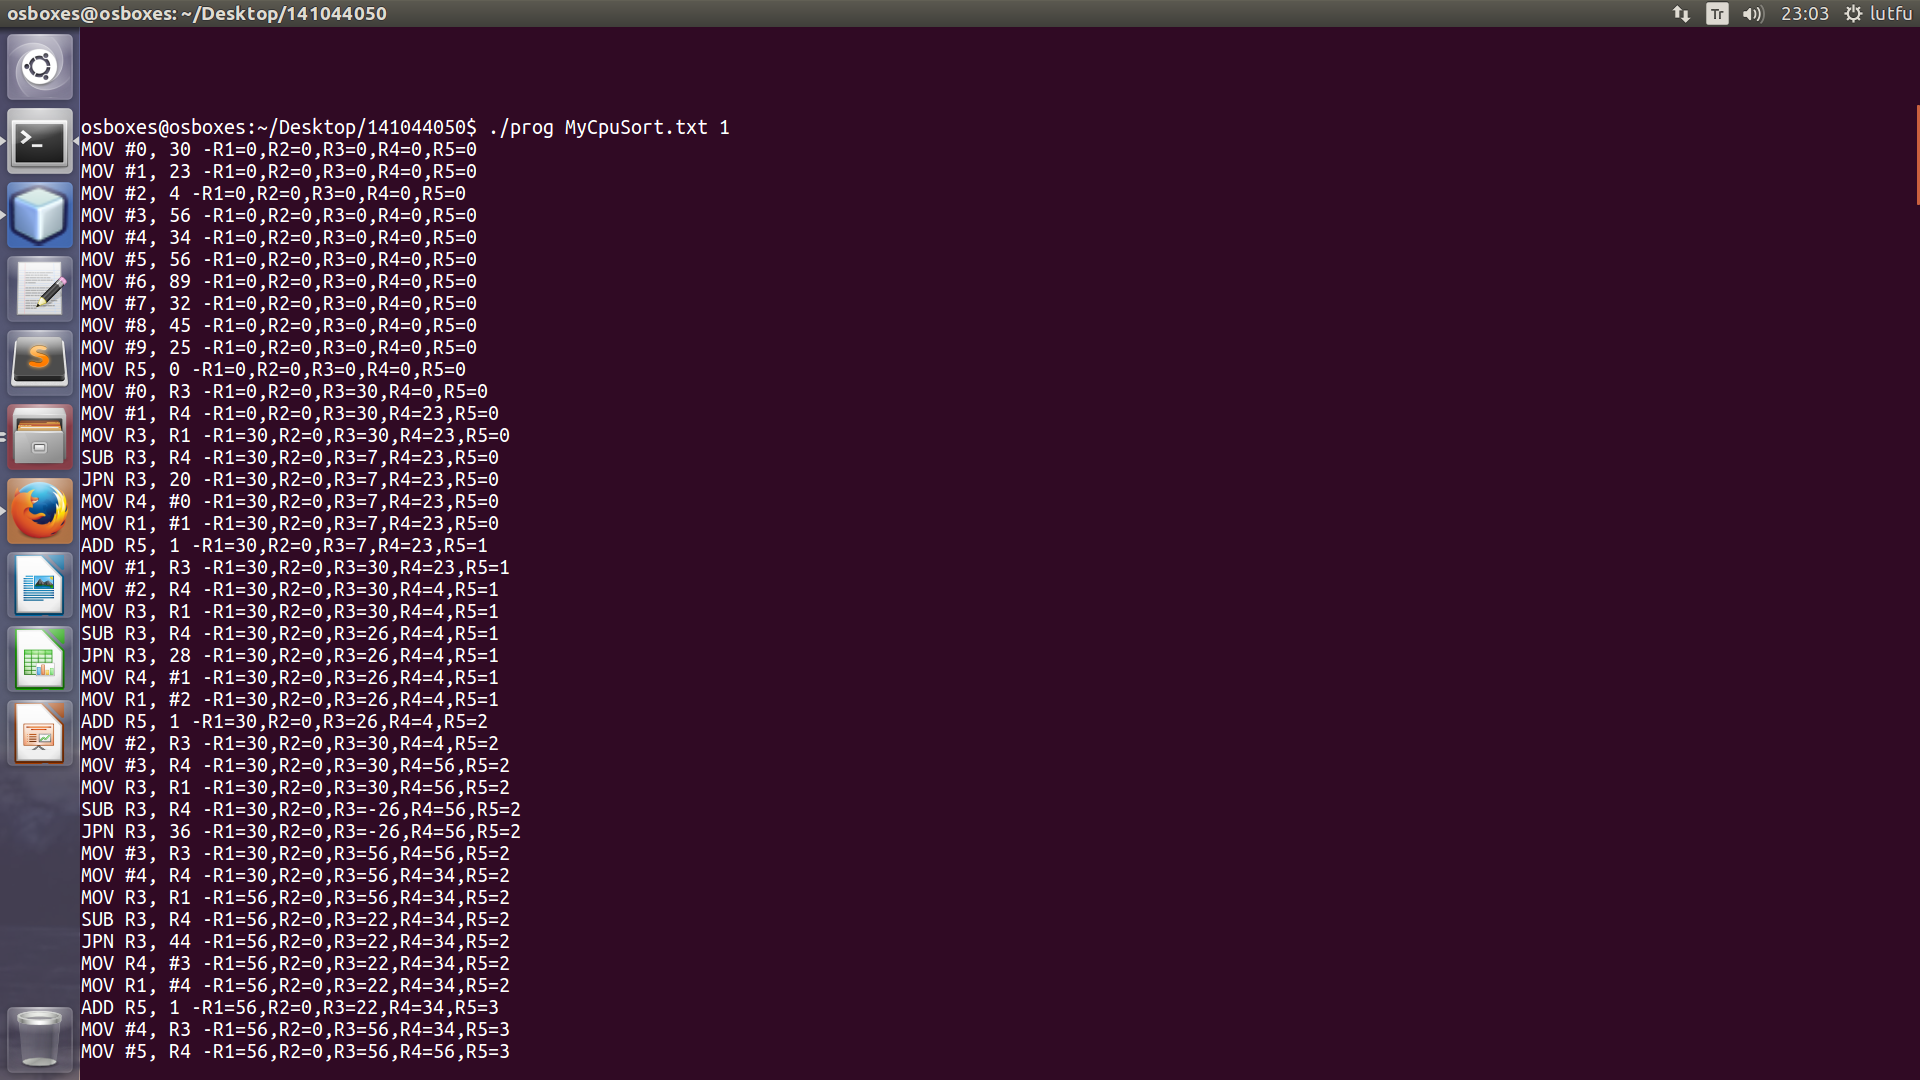 osboxes@osboxes: ~/Desktop/141044050
Tr
23:03
lutfu
osboxes@osboxes:~/Desktop/141044050$ ./prog MyCpuSort.txt 1
MOV #0, 30 -R1=0,R2=0,R3=0,R4=0,R5=0
MOV #1, 23 -R1=0,R2=0,R3=0,R4=0,R5=0
MOV #2, 4 -R1=0,R2=0,R3=0,R4=0,R5=0
MOV #3, 56 -R1=0,R2=0,R3=0,R4=0,R5=0
MOV #4, 34 -R1=0,R2=0,R3=0,R4=0,R5=0
MOV #5, 56 -R1=0,R2=0,R3=0,R4=0,R5=0
MOV #6, 89 -R1=0,R2=0,R3=0,R4=0,R5=0
MOV #7, 32 -R1=0,R2=0,R3=0,R4=0,R5=0
MOV #8, 45 -R1=0,R2=0,R3=0,R4=0,R5=0
MOV #9, 25 -R1=0,R2=0,R3=0,R4=0,R5=0
MOV R5, 0 -R1=0,R2=0,R3=0,R4=0,R5=0
MOV #0, R3 -R1=0,R2=0,R3=30,R4=0,R5=0
MOV #1, R4 -R1=0,R2=0,R3=30,R4=23,R5=0
MOV R3, R1 -R1=30,R2=0,R3=30,R4=23,R5=0
SUB R3, R4 -R1=30,R2=0,R3=7,R4=23,R5=0
JPN R3, 20 -R1=30,R2=0,R3=7,R4=23,R5=0
MOV R4, #0 -R1=30,R2=0,R3=7,R4=23,R5=0
MOV R1, #1 -R1=30,R2=0,R3=7,R4=23,R5=0
ADD R5, 1 -R1=30,R2=0,R3=7,R4=23,R5=1
MOV #1, R3 -R1=30,R2=0,R3=30,R4=23,R5=1
MOV #2, R4 -R1=30,R2=0,R3=30,R4=4,R5=1
MOV R3, R1 -R1=30,R2=0,R3=30,R4=4,R5=1
SUB R3, R4 -R1=30,R2=0,R3=26,R4=4,R5=1
JPN R3, 28 -R1=30,R2=0,R3=26,R4=4,R5=1
MOV R4, #1 -R1=30,R2=0,R3=26,R4=4,R5=1
MOV R1, #2 -R1=30,R2=0,R3=26,R4=4,R5=1
ADD R5, 1 -R1=30,R2=0,R3=26,R4=4,R5=2
MOV #2, R3 -R1=30,R2=0,R3=30,R4=4,R5=2
MOV #3, R4 -R1=30,R2=0,R3=30,R4=56,R5=2
MOV R3, R1 -R1=30,R2=0,R3=30,R4=56,R5=2
SUB R3, R4 -R1=30,R2=0,R3=-26,R4=56,R5=2
JPN R3, 36 -R1=30,R2=0,R3=-26,R4=56,R5=2
MOV #3, R3 -R1=30,R2=0,R3=56,R4=56,R5=2
MOV #4, R4 -R1=30,R2=0,R3=56,R4=34,R5=2
MOV R3, R1 -R1=56,R2=0,R3=56,R4=34,R5=2
SUB R3, R4 -R1=56,R2=0,R3=22,R4=34,R5=2
JPN R3, 44 -R1=56,R2=0,R3=22,R4=34,R5=2
MOV R4, #3 -R1=56,R2=0,R3=22,R4=34,R5=2
MOV R1, #4 -R1=56,R2=0,R3=22,R4=34,R5=2
ADD R5, 1 -R1=56,R2=0,R3=22,R4=34,R5=3
MOV #4, R3 -R1=56,R2=0,R3=56,R4=34,R5=3
MOV #5, R4 -R1=56,R2=0,R3=56,R4=56,R5=3